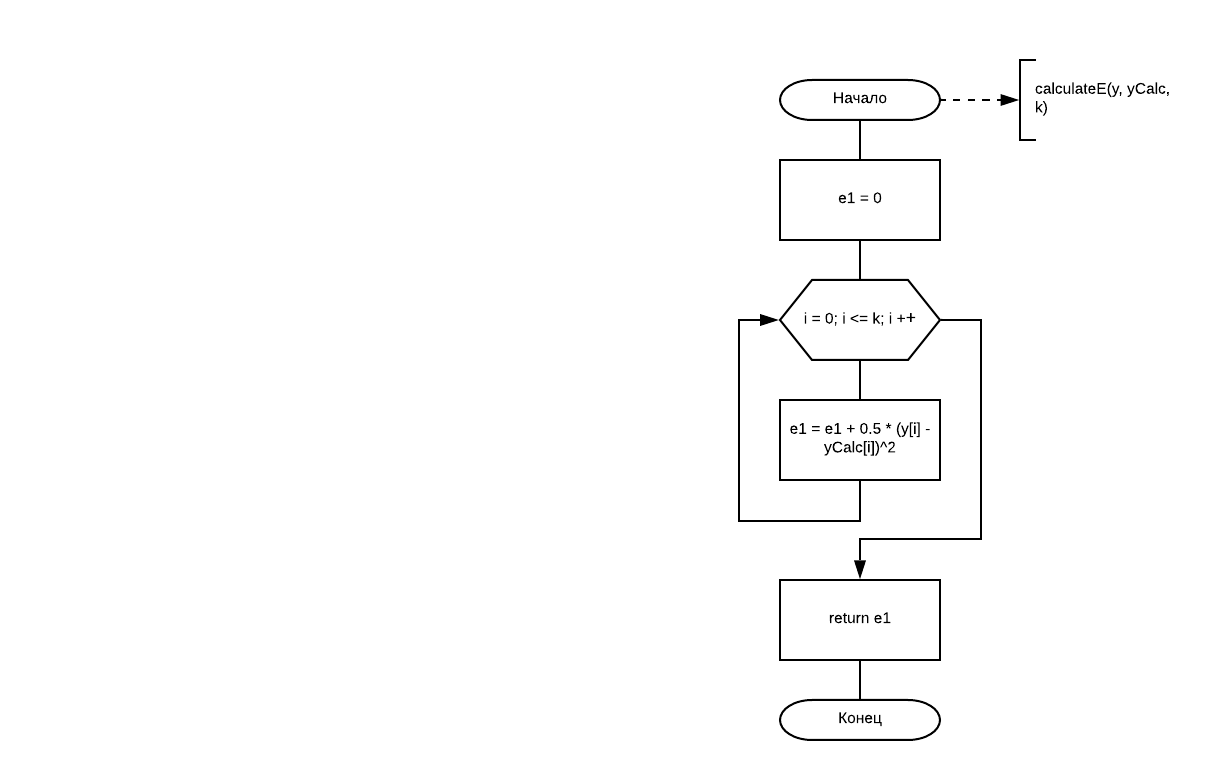 Начало
calculateE(y, yCalc,
k)
e1 = 0
i = 0; i <= k; i ++
e1 = e1 + 0.5 * (y[i] -
yCalc[i])^2
return e1
Конец